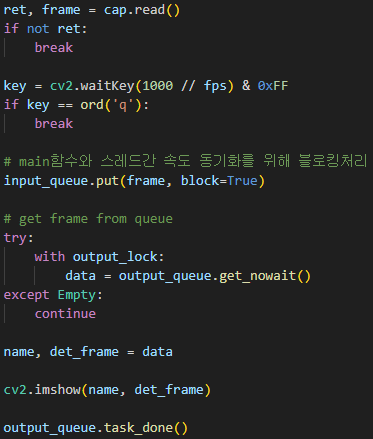 ret, frame = cap.read()
if not ret:
    break

key = cv2.waitKey(1000 // fps) & 0xFF
if key == ord('q'):
    break

# main함수와 스레드간 속도 동기화를 위해 블로킹처리
input_queue.put(frame, block=True)

# get frame from queue
try:
    with output_lock:
        data = output_queue.get_nowait()
except Empty:
    continue

name, det_frame = data

cv2.imshow(name, det_frame)

output_queue.task_done()